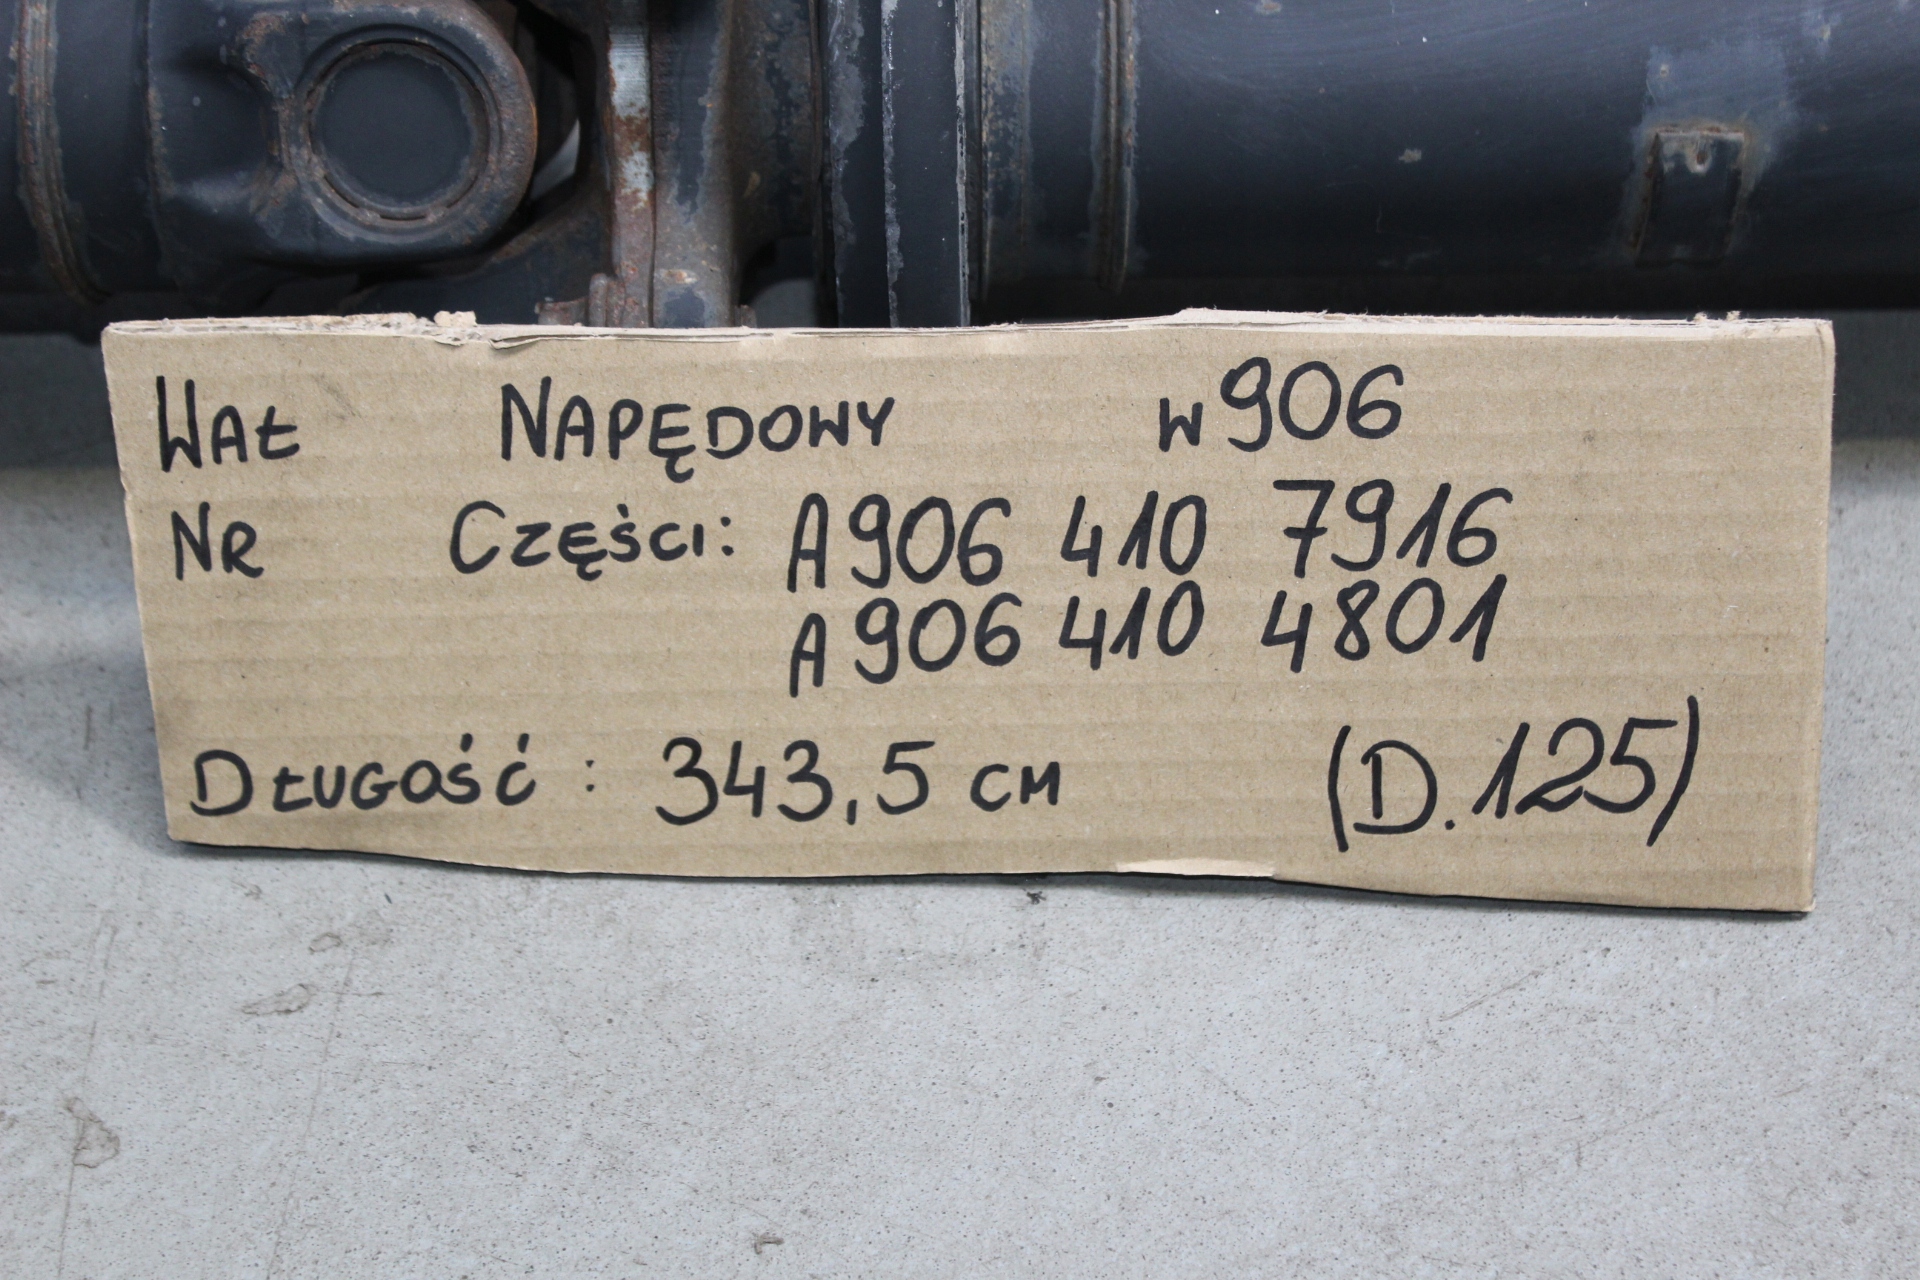 WAŁ NAPĘDOWY W906
NR CZĘŚCI: A906 410 7916
A906 410 4801
DŁUGOŚĆ: 343,5 CM (D.125)